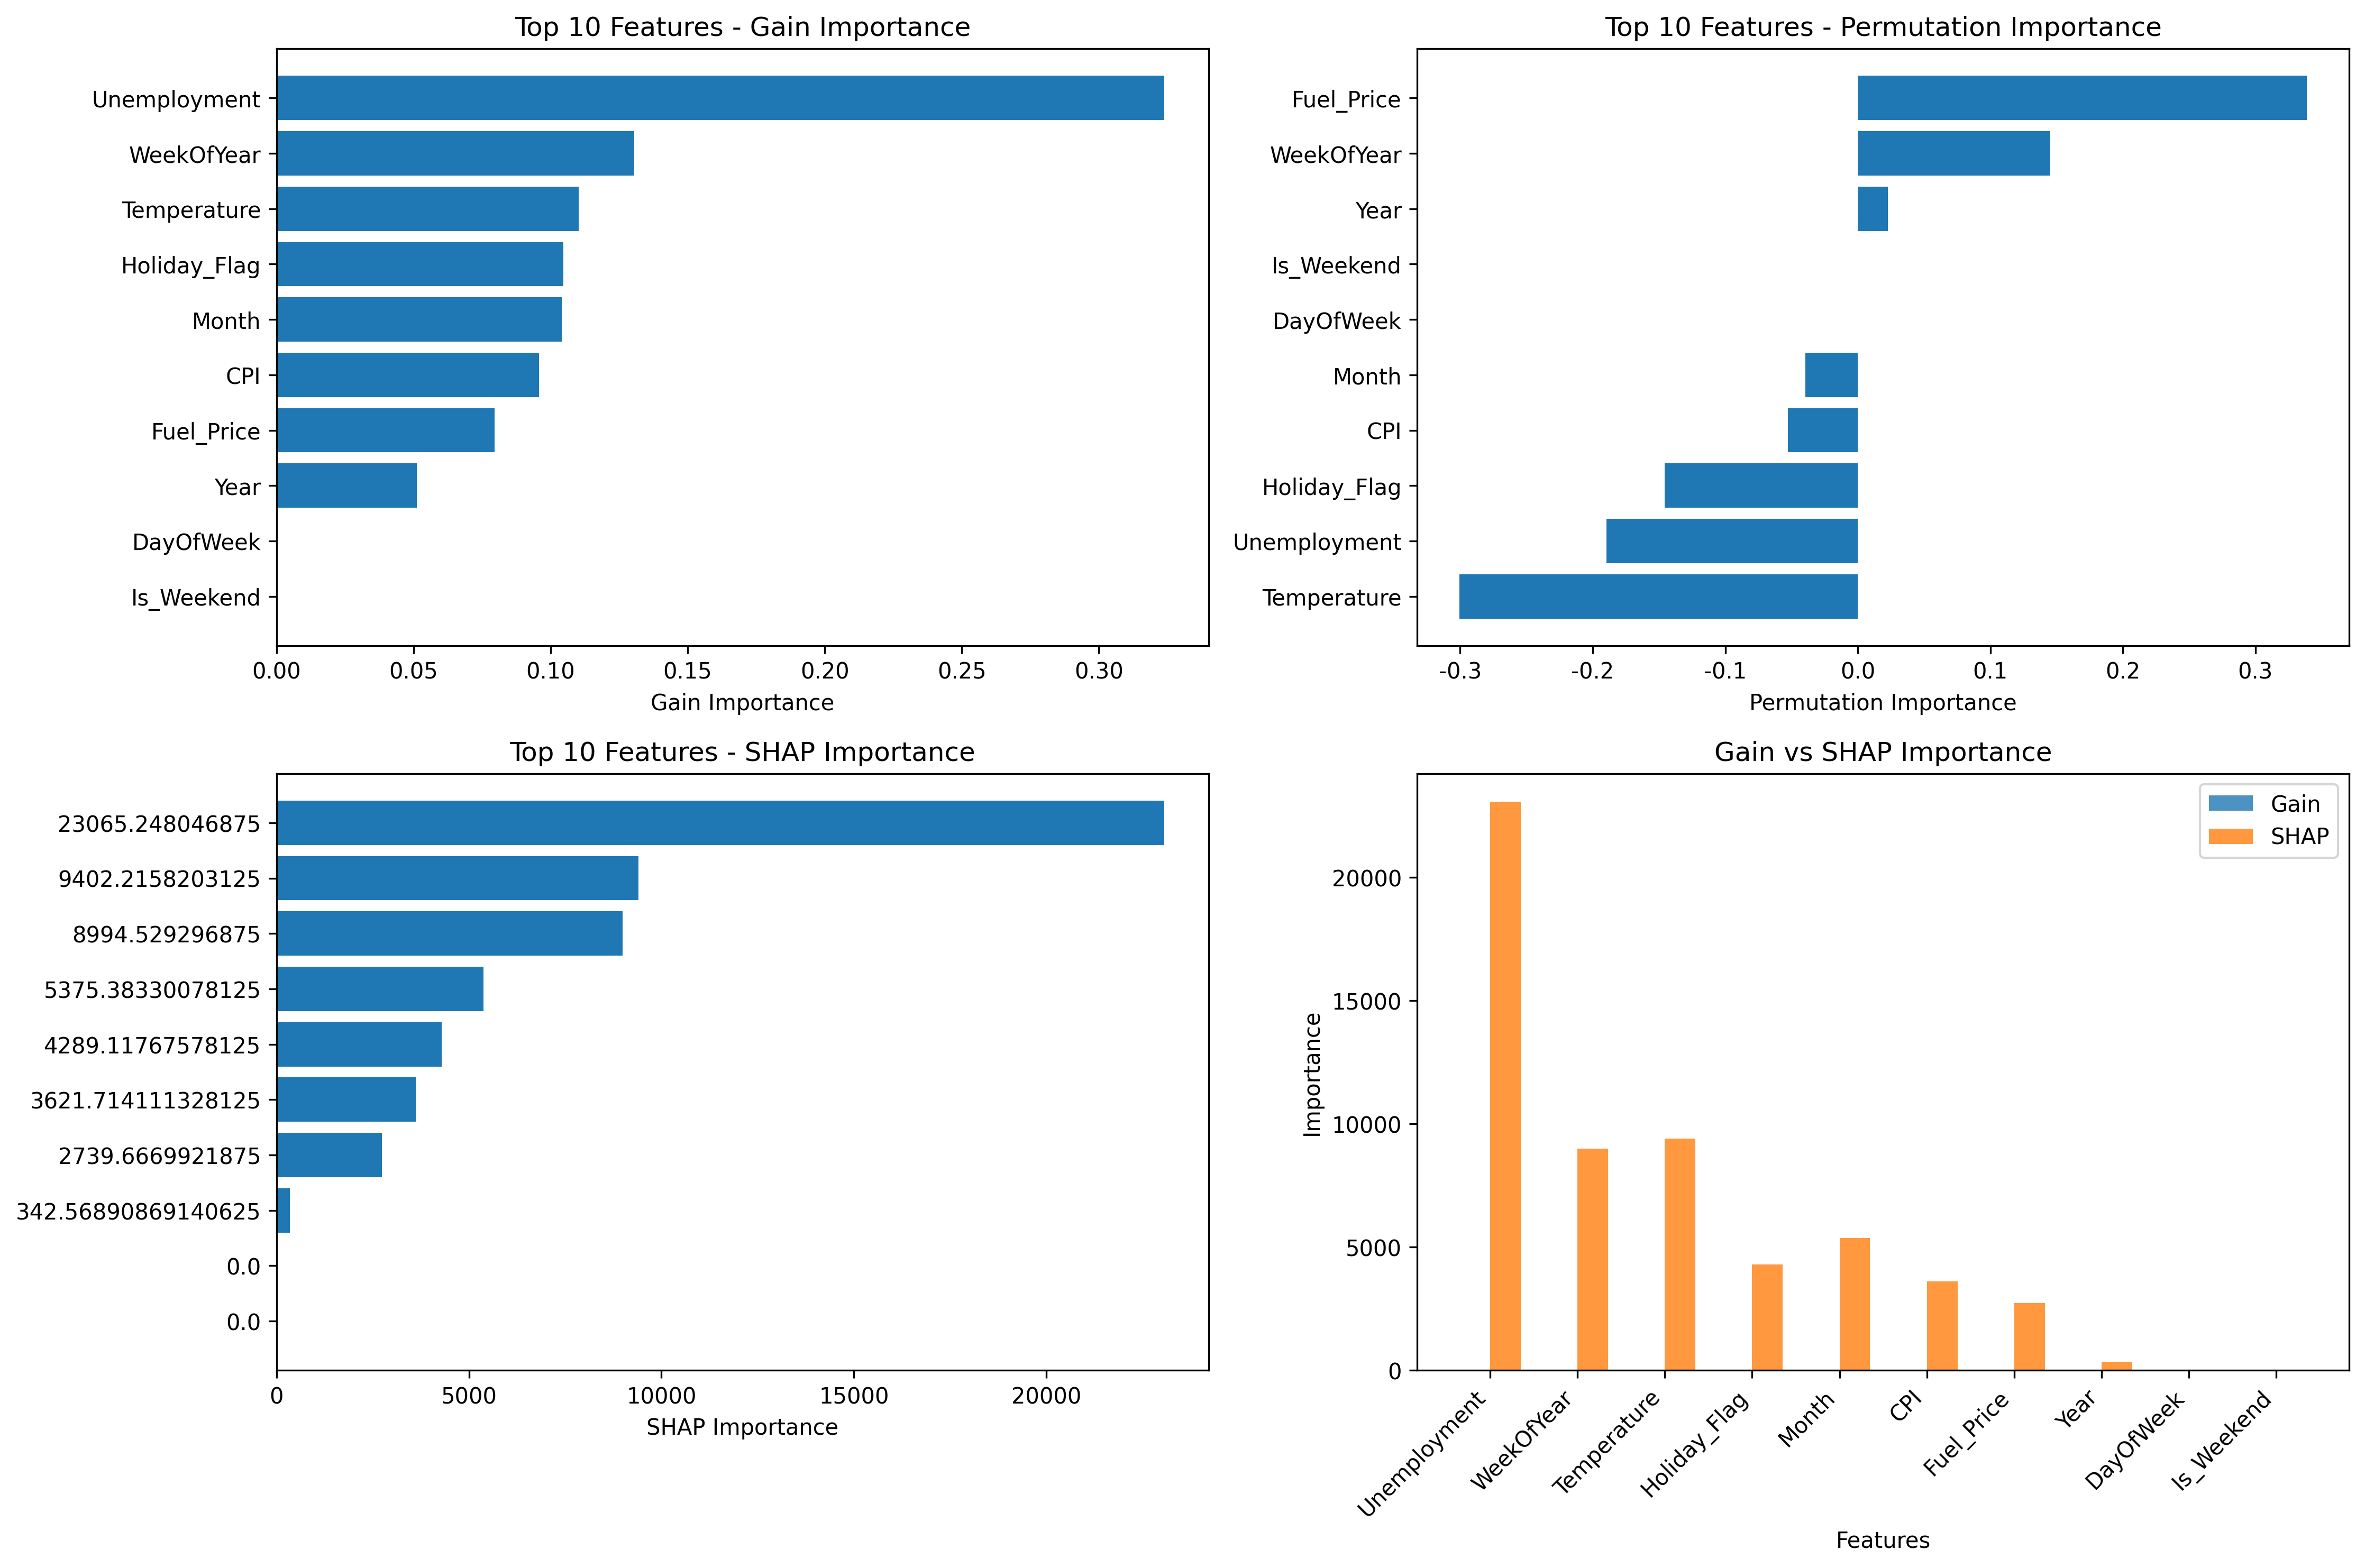 Top 10 Features - Gain Importance
Unemployment
WeekOfYear
Temperature
Holiday_Flag
Month
CPI
Fuel_Price
Year
DayOfWeek
Is_Weekend
0.00 0.05 0.10 0.15 0.20 0.25 0.30
Gain Importance
Top 10 Features - Permutation Importance
Fuel_Price
WeekOfYear
Year
Is_Weekend
DayOfWeek
Month
CPI
Holiday_Flag
Unemployment
Temperature
-0.3 -0.2 -0.1 0.0 0.1 0.2 0.3
Permutation Importance
Top 10 Features - SHAP Importance
23065.248046875
9402.2158203125
8994.529296875
5375.38330078125
4289.11767578125
3621.714111328125
2739.6669921875
342.56890869140625
0.0
0.0
0 5000 10000 15000 20000
SHAP Importance
Gain vs SHAP Importance
Gain
SHAP
Importance
20000
15000
10000
5000
0
Unemployment
WeekOfYear
Temperature
Holiday_Flag
Month
CPI
Fuel_Price
Year
DayOfWeek
Is_Weekend
Features